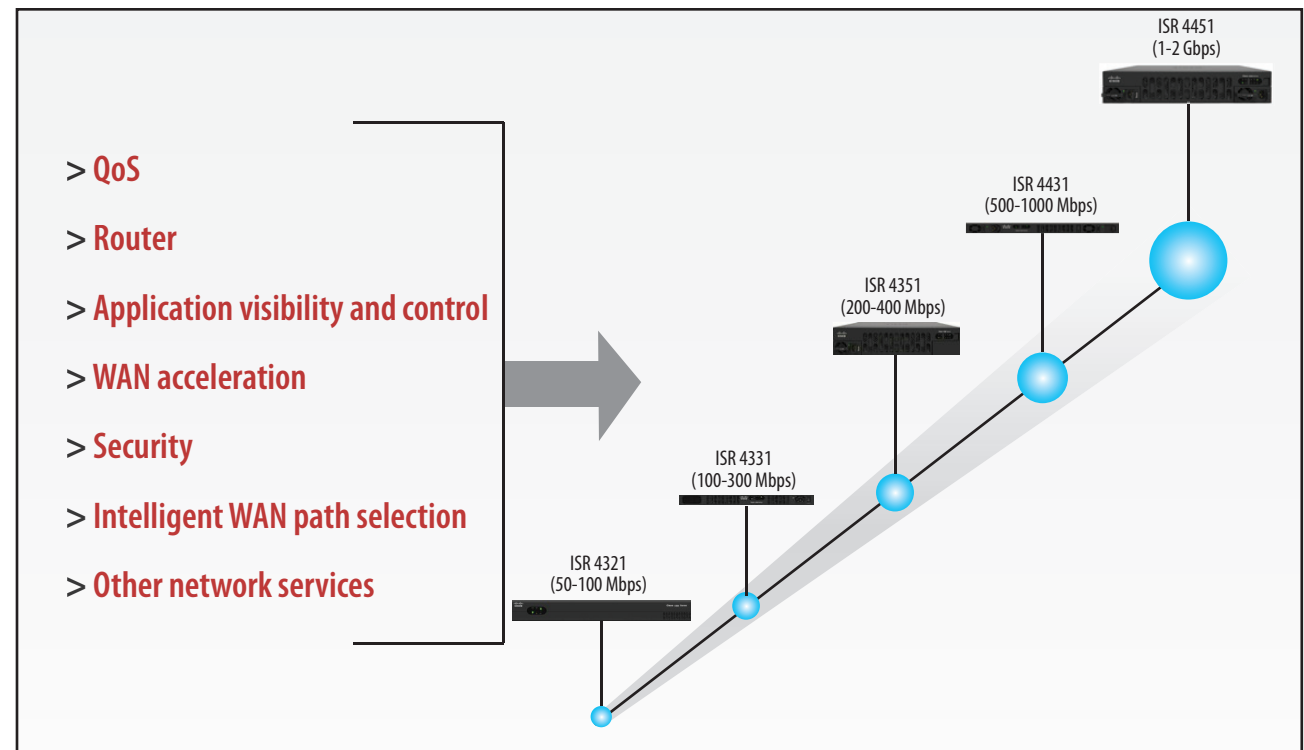 > QoS
> Router
> Application visibility and control
> WAN acceleration
> Security
> Intelligent WAN path selection
> Other network services
ISR 4321
(50-100 Mbps)
ISR 4331
(100-300 Mbps)
ISR 4351
(200-400 Mbps)
ISR 4431
(500-1000 Mbps)
ISR 4451
(1-2 Gbps)